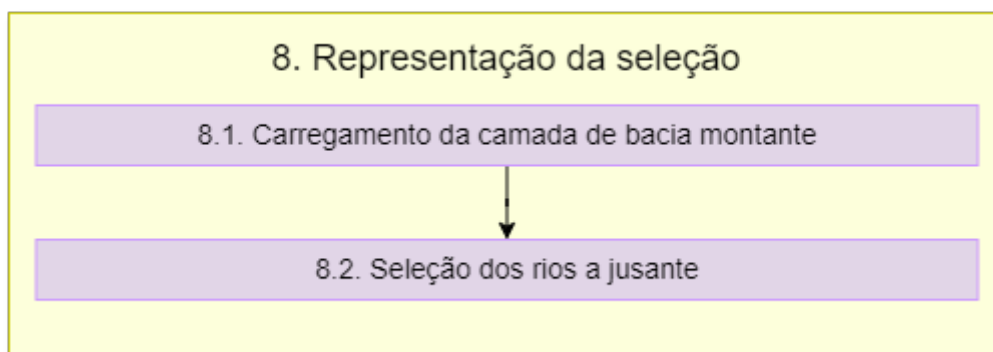 8. Representação da seleção
8.1. Carregamento da camada de bacia montante
8.2. Seleção dos rios a jusante